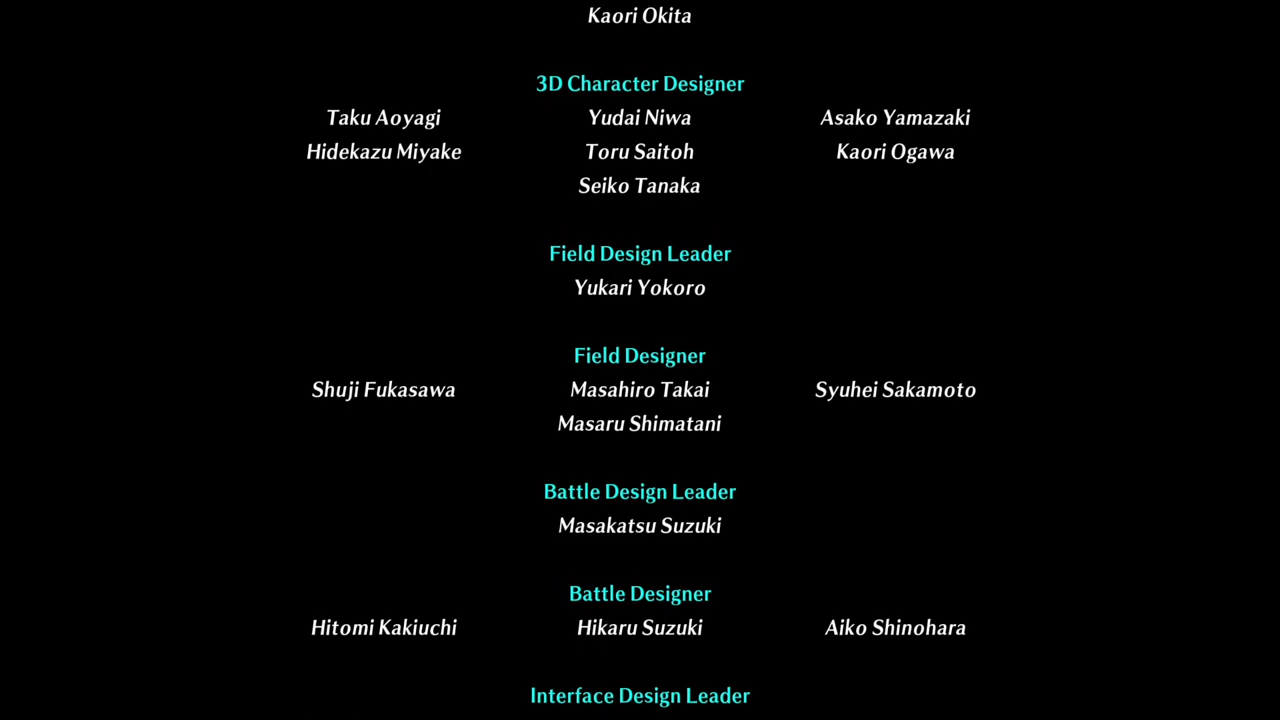 Kaori Okita
3D Character Designer
Taku Aoyagi Yudai Niwa Asako Yamazaki
Hidekazu Miyake Toru Saitoh Kaori Ogawa
Seiko Tanaka
Field Design Leader
Yukari Yokoro
Field Designer
Shuji Fukasawa Masahiro Takai Syuhei Sakamoto
Masaru Shimatani
Battle Design Leader
Masakatsu Suzuki
Battle Designer
Hitomi Kakiuchi Hikaru Suzuki Aiko Shinohara
Interface Design Leader